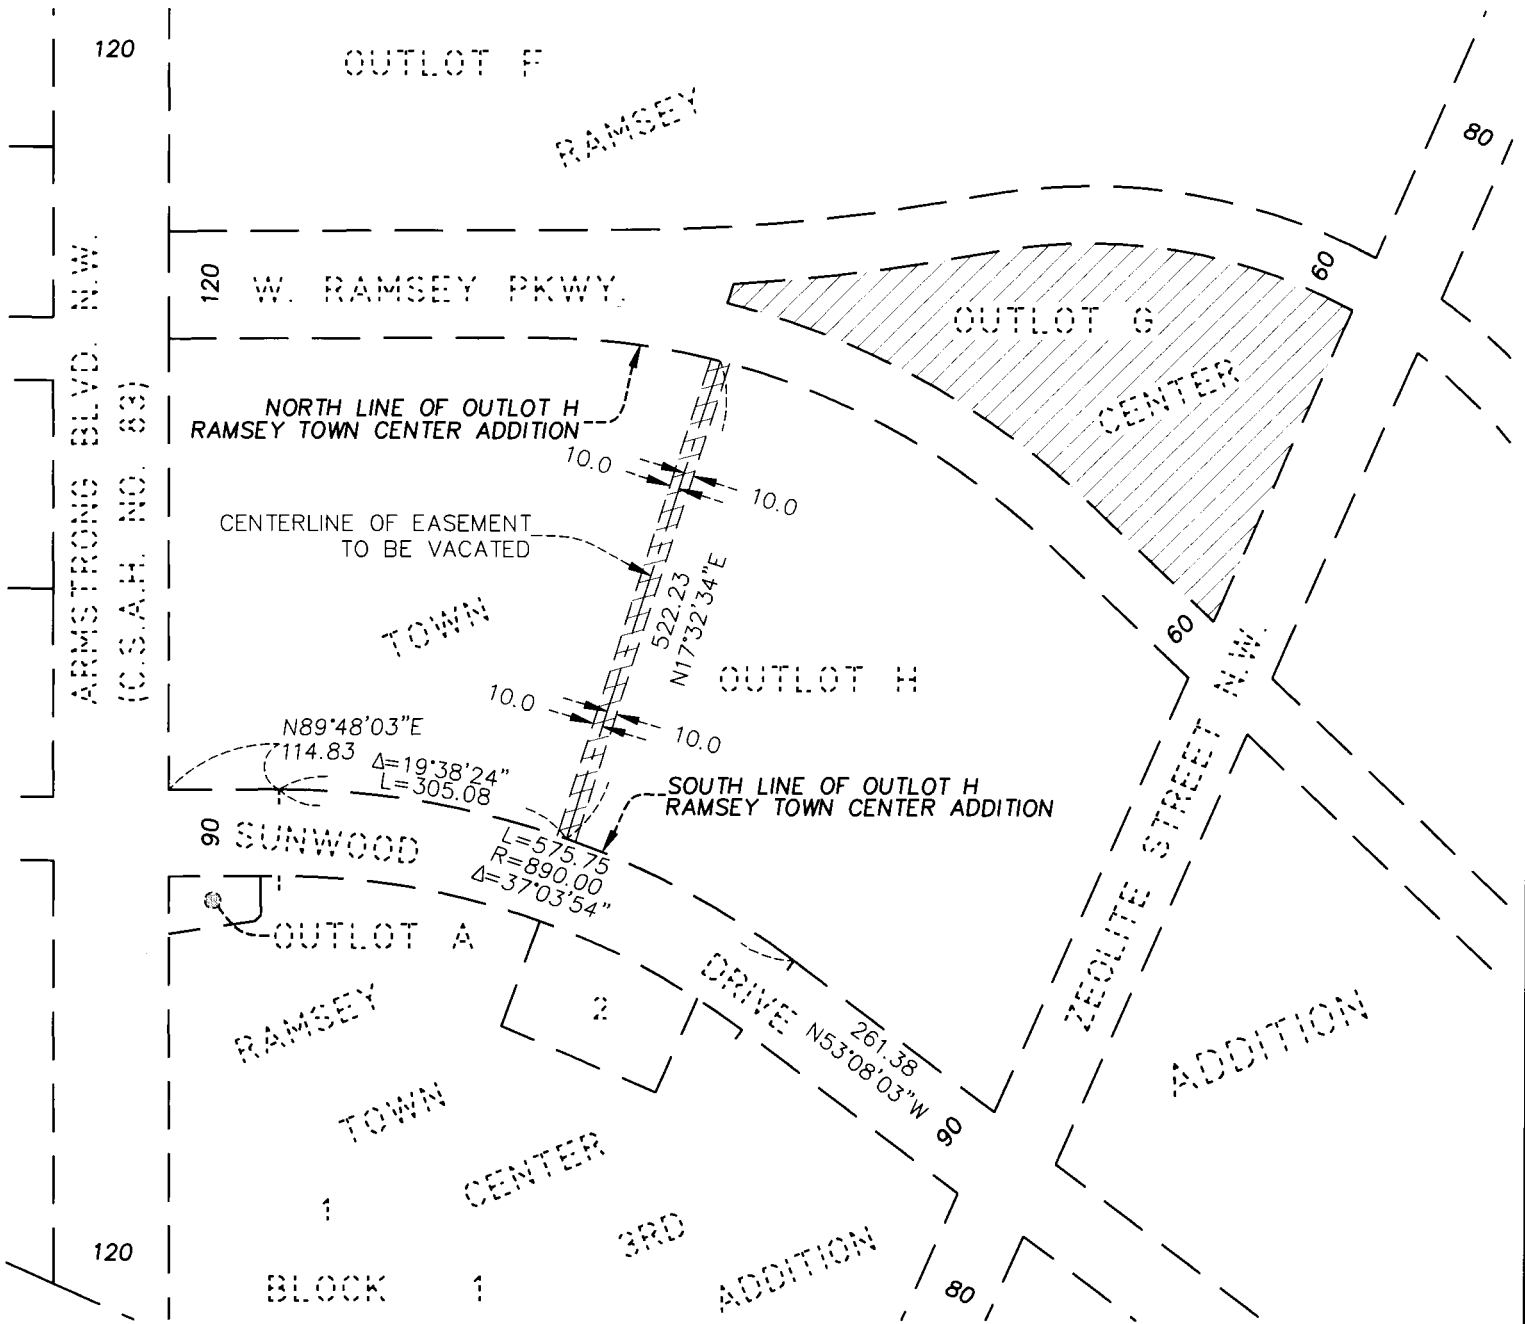 120
OUTLOT F
RAMSEY
80
ARMSTRONG BLVD. N.W.
(C.S.A.H. NO. 83)
120
W. RAMSEY PKWY.
60
OUTLOT G
CENTER
NORTH LINE OF OUTLOT H
RAMSEY TOWN CENTER ADDITION
10.0
10.0
CENTERLINE OF EASEMENT
TO BE VACATED
522.23
N17°32'34"E
TOWN
60
OUTLOT H
10.0
10.0
N89°48'03"E
114.83
Δ=19°38'24"
L=305.08
SOUTH LINE OF OUTLOT H
RAMSEY TOWN CENTER ADDITION
90
SUNWOOD
L=575.75
R=890.00
Δ=37°03'54"
ZEOLITE STREET N.W.
OUTLOT A
DRIVE
261.38
N53°08'03"W
2
RAMSEY
ADDITION
TOWN
90
CENTER
1
3RD
120
ADDITION
BLOCK 1
80